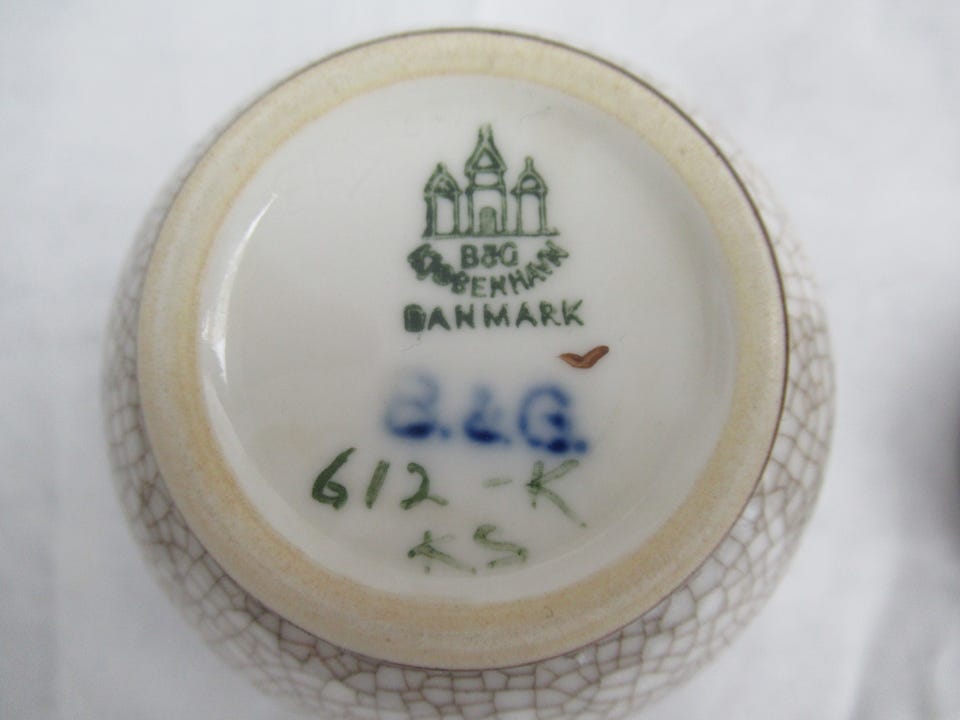 B&G
KØBENHAVN
DANMARK
B.&G.
612-K
KS.